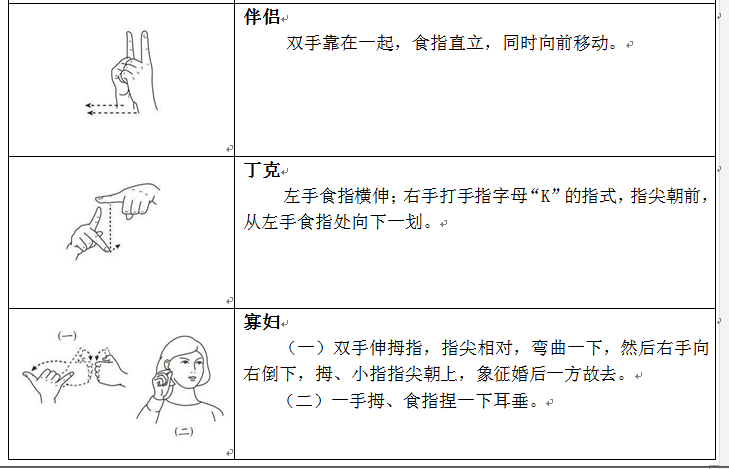 伴侣
双手靠在一起，食指直立，同时向前移动。
丁克
左手食指横伸；右手打手指字母“K”的指式，指尖朝前，
从左手食指处向下一划。
(一)
(二)
寡妇
（一）双手伸拇指，指尖相对，弯曲一下，然后右手向
右倒下，拇、小指指尖朝上，象征婚后一方故去。
（二）一手拇、食指捏一下耳垂。